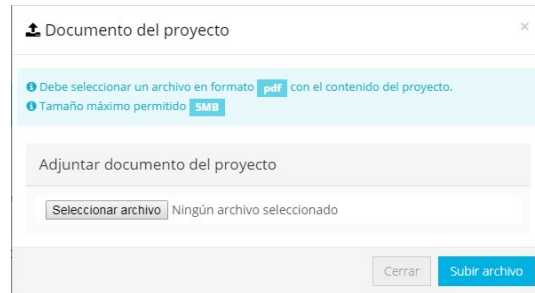 Documento del proyecto
×
Debe seleccionar un archivo en formato pdf con el contenido del proyecto.
Tamaño máximo permitido 5MB
Adjuntar documento del proyecto
Seleccionar archivo Ningún archivo seleccionado
Cerrar Subir archivo